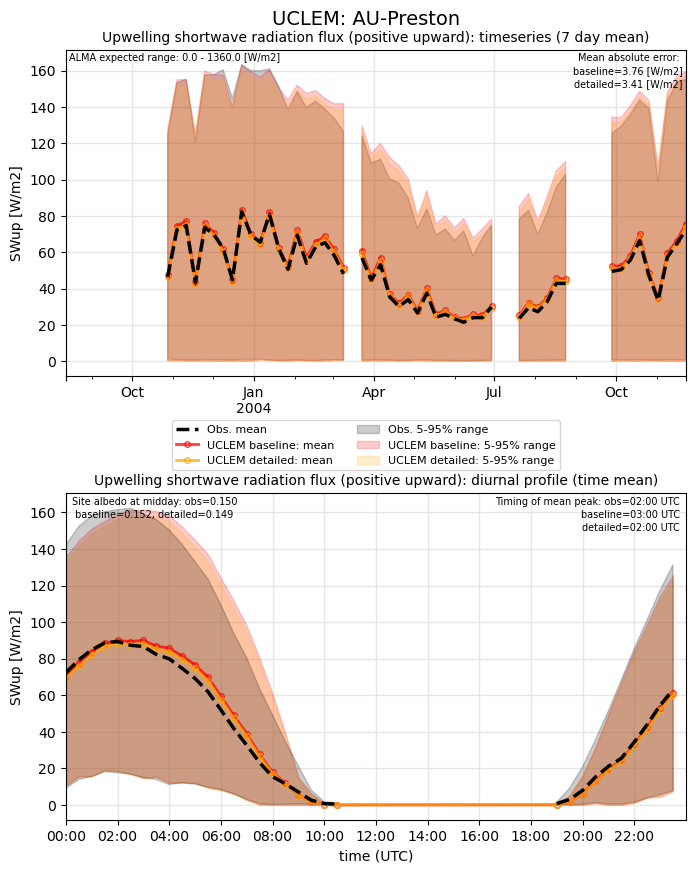 UCLEM: AU-Preston
Upwelling shortwave radiation flux (positive upward): timeseries (7 day mean)
ALMA expected range: 0.0 - 1360.0 [W/m2]
Mean absolute error:
baseline=3.76 [W/m2]
detailed=3.41 [W/m2]
SWup [W/m2]
160
140
120
100
80
60
40
20
0
Oct
Jan
2004
Apr
Jul
Oct
Obs. mean
UCLEM baseline: mean
UCLEM detailed: mean
Obs. 5-95% range
UCLEM baseline: 5-95% range
UCLEM detailed: 5-95% range
Upwelling shortwave radiation flux (positive upward): diurnal profile (time mean)
Site albedo at midday: obs=0.150
baseline=0.152, detailed=0.149
Timing of mean peak: obs=02:00 UTC
baseline=03:00 UTC
detailed=02:00 UTC
SWup [W/m2]
160
140
120
100
80
60
40
20
0
00:00 02:00 04:00 06:00 08:00 10:00 12:00 14:00 16:00 18:00 20:00 22:00
time (UTC)